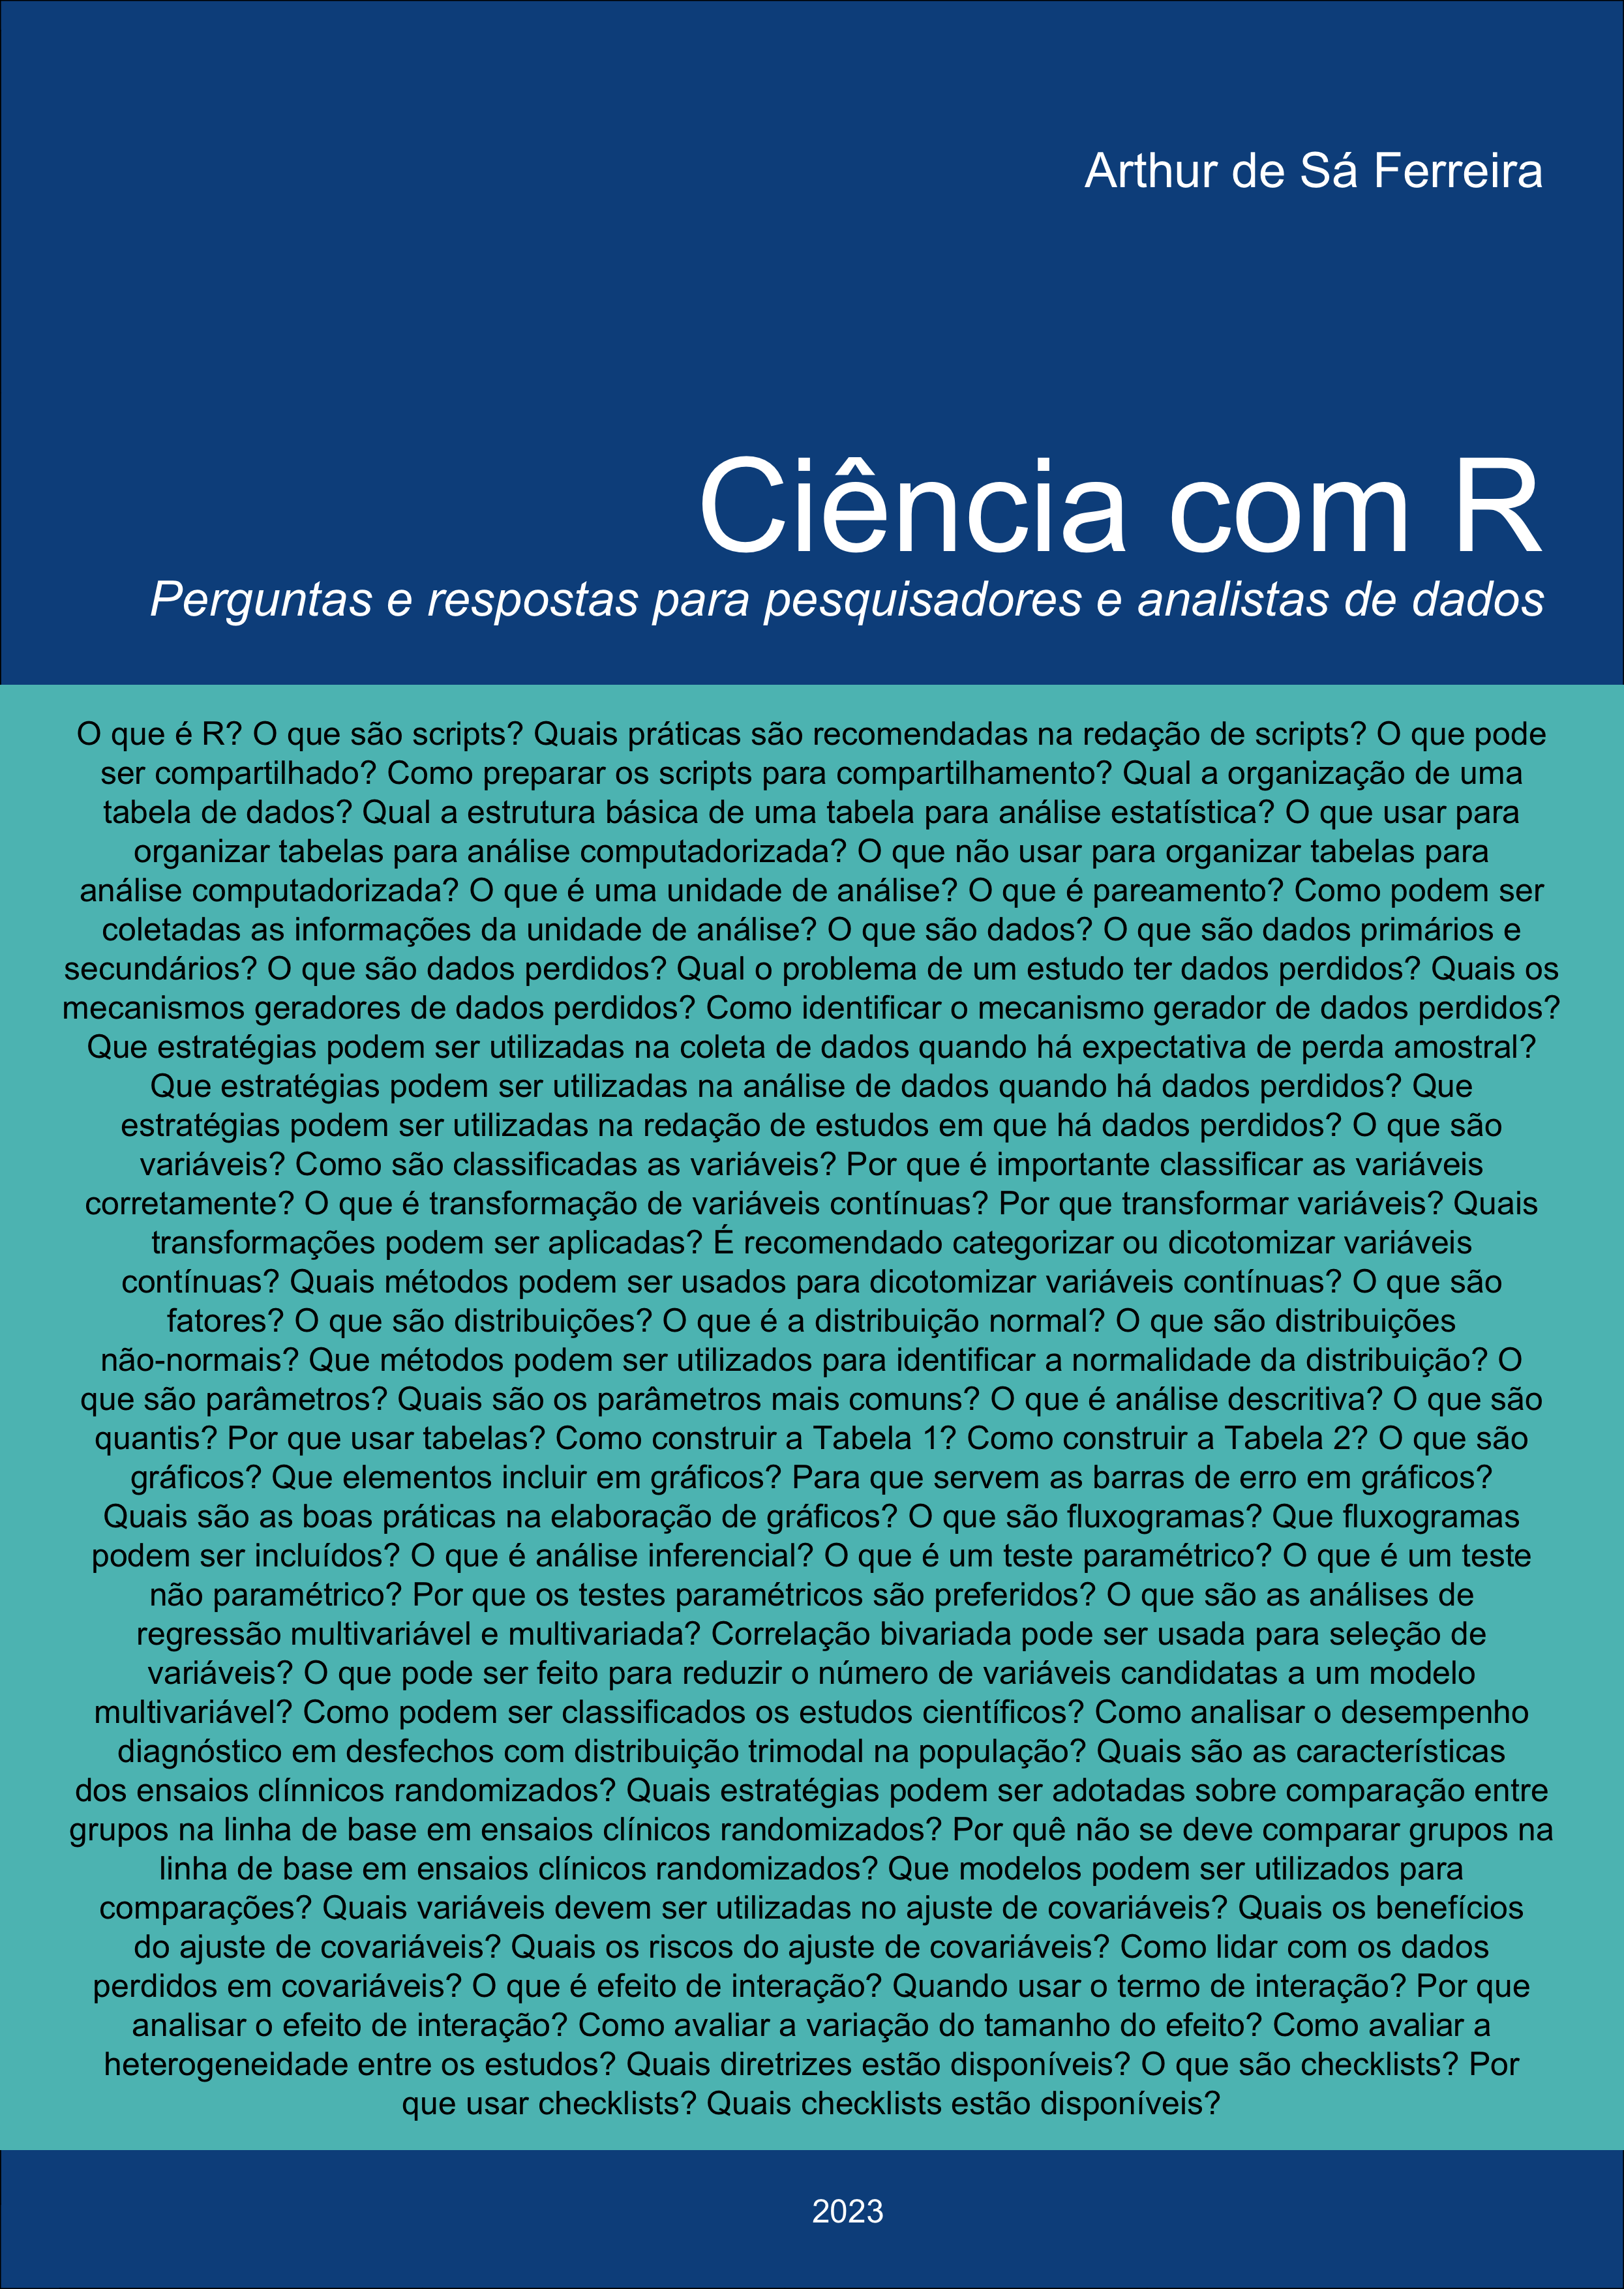 Arthur de Sá Ferreira
Ciência com R
Perguntas e respostas para pesquisadores e analistas de dados
O que é R? O que são scripts? Quais práticas são recomendadas na redação de scripts? O que pode
ser compartilhado? Como preparar os scripts para compartilhamento? Qual a organização de uma
tabela de dados? Qual a estrutura básica de uma tabela para análise estatística? O que usar para
organizar tabelas para análise computadorizada? O que não usar para organizar tabelas para
análise computadorizada? O que é uma unidade de análise? O que é pareamento? Como podem ser
coletadas as informações da unidade de análise? O que são dados? O que são dados primários e
secundários? O que são dados perdidos? Qual o problema de um estudo ter dados perdidos? Quais os
mecanismos geradores de dados perdidos? Como identificar o mecanismo gerador de dados perdidos?
Que estratégias podem ser utilizadas na coleta de dados quando há expectativa de perda amostral?
Que estratégias podem ser utilizadas na análise de dados quando há dados perdidos? Que
estratégias podem ser utilizadas na redação de estudos em que há dados perdidos? O que são
variáveis? Como são classificadas as variáveis? Por que é importante classificar as variáveis
corretamente? O que é transformação de variáveis contínuas? Por que transformar variáveis? Quais
transformações podem ser aplicadas? É recomendado categorizar ou dicotomizar variáveis
contínuas? Quais métodos podem ser usados para dicotomizar variáveis contínuas? O que são
fatores? O que são distribuições? O que é a distribuição normal? O que são distribuições
não-normais? Que métodos podem ser utilizados para identificar a normalidade da distribuição? O
que são parâmetros? Quais são os parâmetros mais comuns? O que é análise descritiva? O que são
quantis? Por que usar tabelas? Como construir a Tabela 1? Como construir a Tabela 2? O que são
gráficos? Que elementos incluir em gráficos? Para que servem as barras de erro em gráficos?
Quais são as boas práticas na elaboração de gráficos? O que são fluxogramas? Que fluxogramas
podem ser incluídos? O que é análise inferencial? O que é um teste paramétrico? O que é um teste
não paramétrico? Por que os testes paramétricos são preferidos? O que são as análises de
regressão multivariável e multivariada? Correlação bivariada pode ser usada para seleção de
variáveis? O que pode ser feito para reduzir o número de variáveis candidatas a um modelo
multivariável? Como podem ser classificados os estudos científicos? Como analisar o desempenho
diagnóstico em desfechos com distribuição trimodal na população? Quais são as características
dos ensaios clínnicos randomizados? Quais estratégias podem ser adotadas sobre comparação entre
grupos na linha de base em ensaios clínicos randomizados? Por quê não se deve comparar grupos na
linha de base em ensaios clínicos randomizados? Que modelos podem ser utilizados para
comparações? Quais variáveis devem ser utilizadas no ajuste de covariáveis? Quais os benefícios
do ajuste de covariáveis? Quais os riscos do ajuste de covariáveis? Como lidar com os dados
perdidos em covariáveis? O que é efeito de interação? Quando usar o termo de interação? Por que
analisar o efeito de interação? Como avaliar a variação do tamanho do efeito? Como avaliar a
heterogeneidade entre os estudos? Quais diretrizes estão disponíveis? O que são checklists? Por
que usar checklists? Quais checklists estão disponíveis?
2023